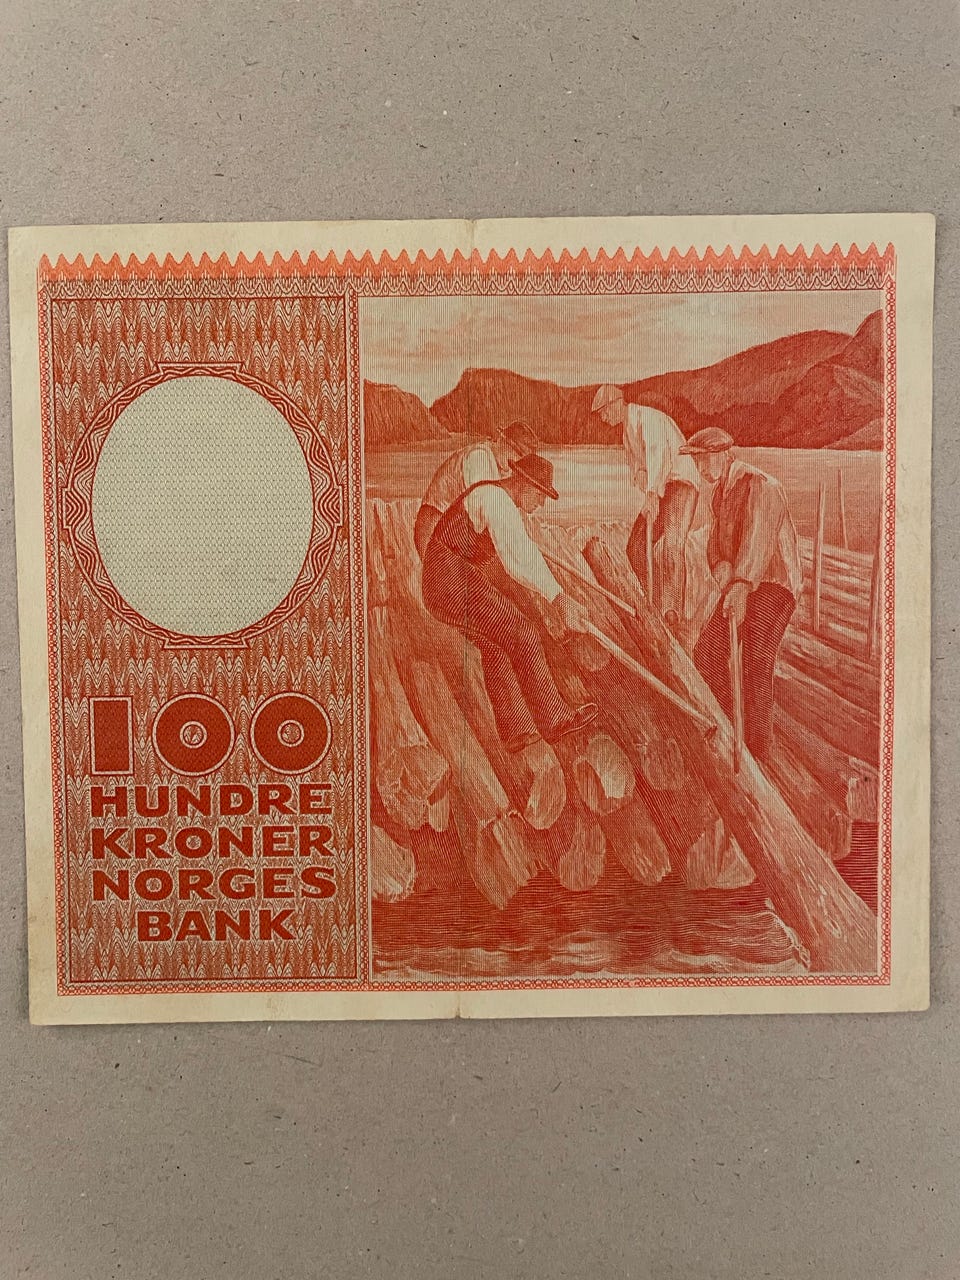 100
HUNDRE
KRONER
NORGES
BANK